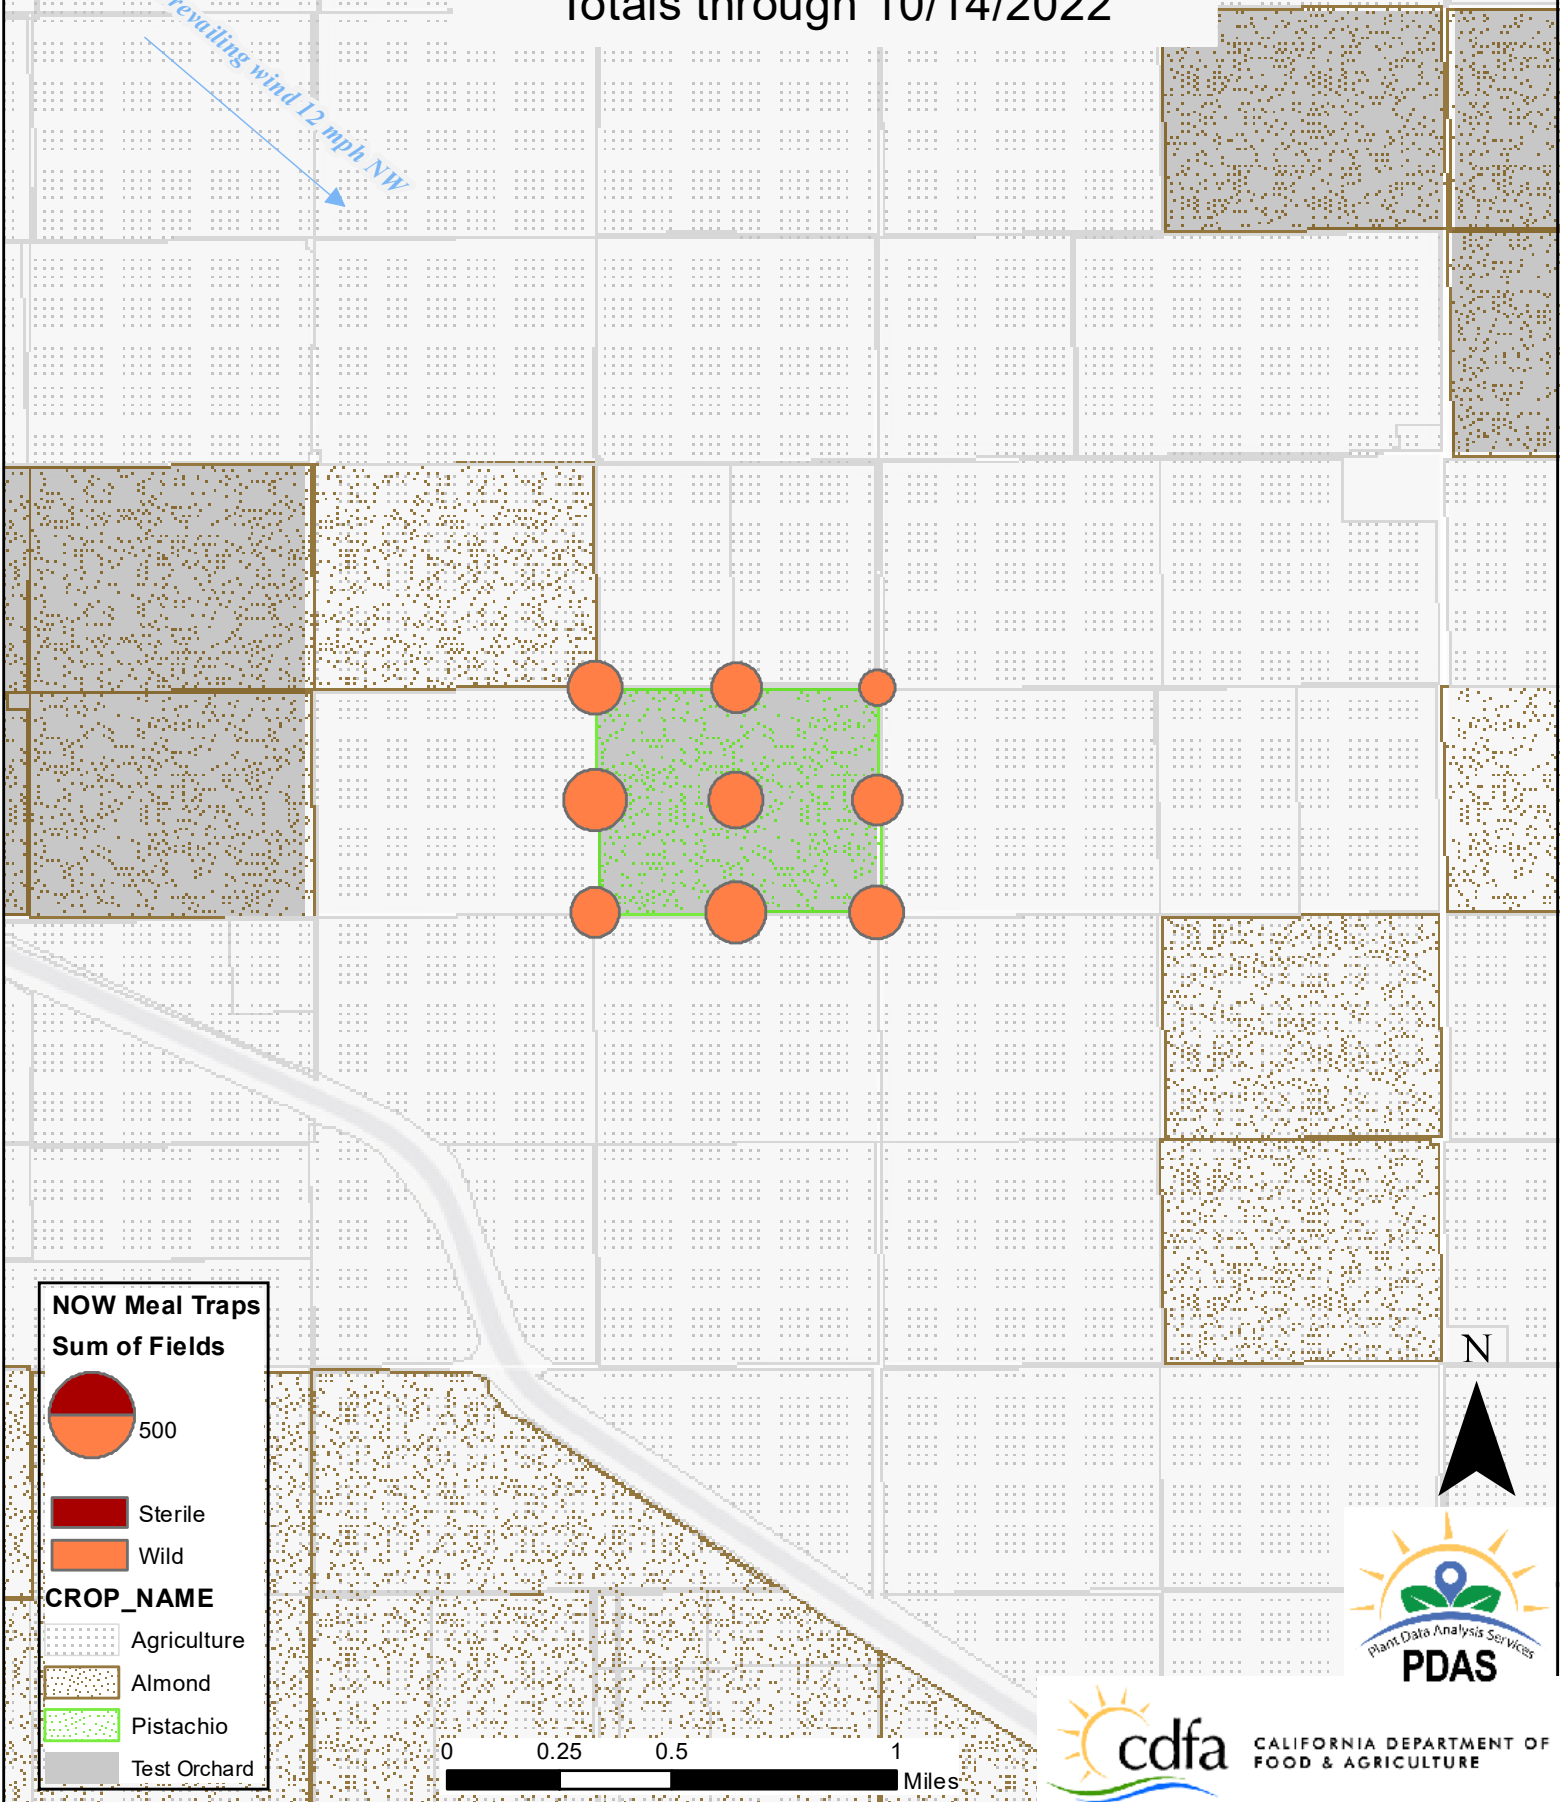 Totals through 10/14/2022
revailing wind 12 mph NW
NOW Meal Traps
Sum of Fields
500
Sterile
Wild
CROP_NAME
Agriculture
Almond
Pistachio
Test Orchard
0 0.25 0.5 1
Miles
N
Plant Data Analysis Services
PDAS
cdfa
CALIFORNIA DEPARTMENT OF
FOOD & AGRICULTURE